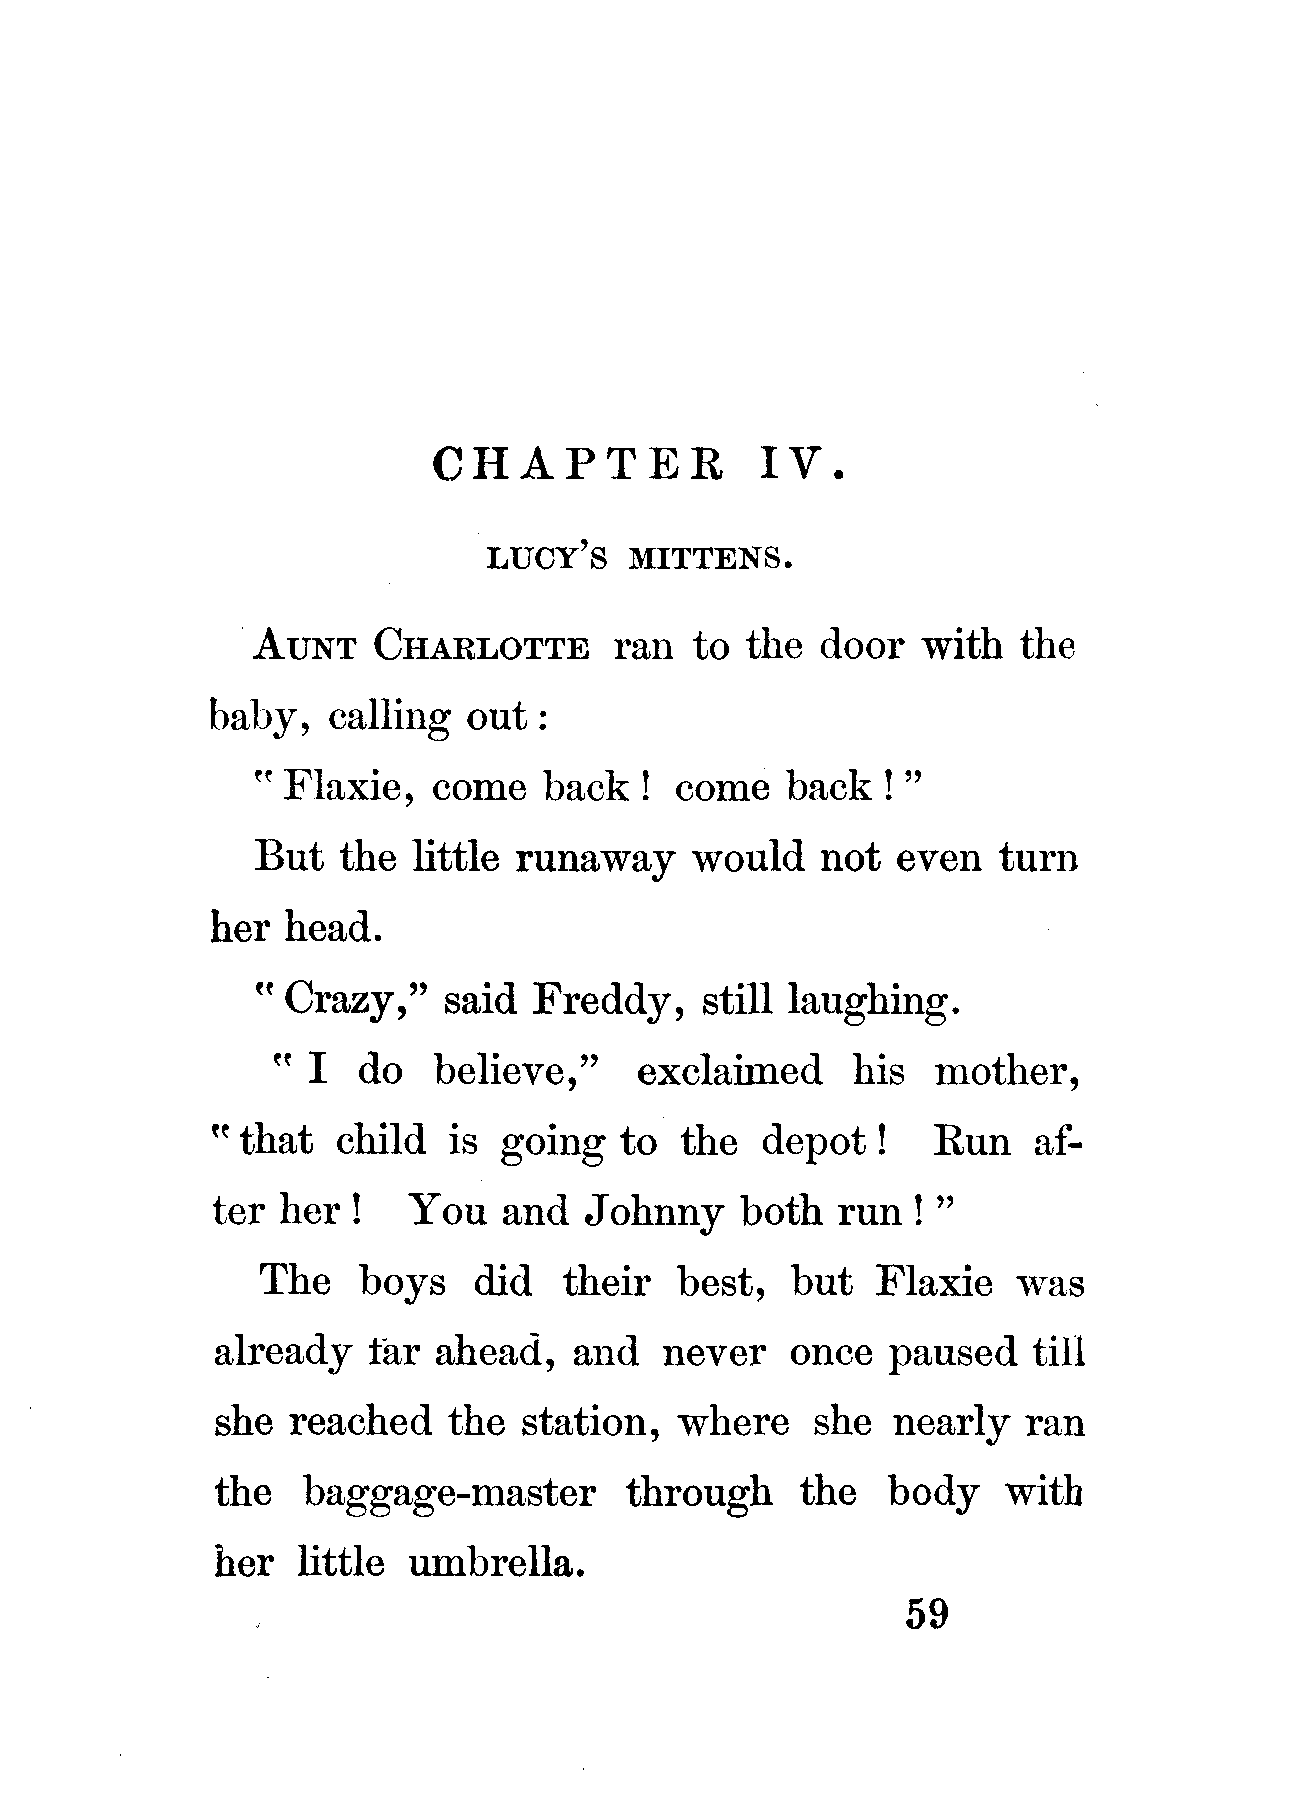 CHAPTER IV.
LUCY'S MITTENS.
AUNT CHARLOTTE ran to the door with the
baby, calling out :
"Flaxie, come back ! come back ! "
But the little runaway would not even turn
her head.
"Crazy," said Freddy, still laughing.
"I do believe," exclaimed his mother,
"that child is going to the depot ! Run af-
ter her ! You and Johnny both run ! "
The boys did their best, but Flaxie was
already far ahead, and never once paused till
she reached the station, where she nearly ran
the baggage-master through the body with
her little umbrella.
59